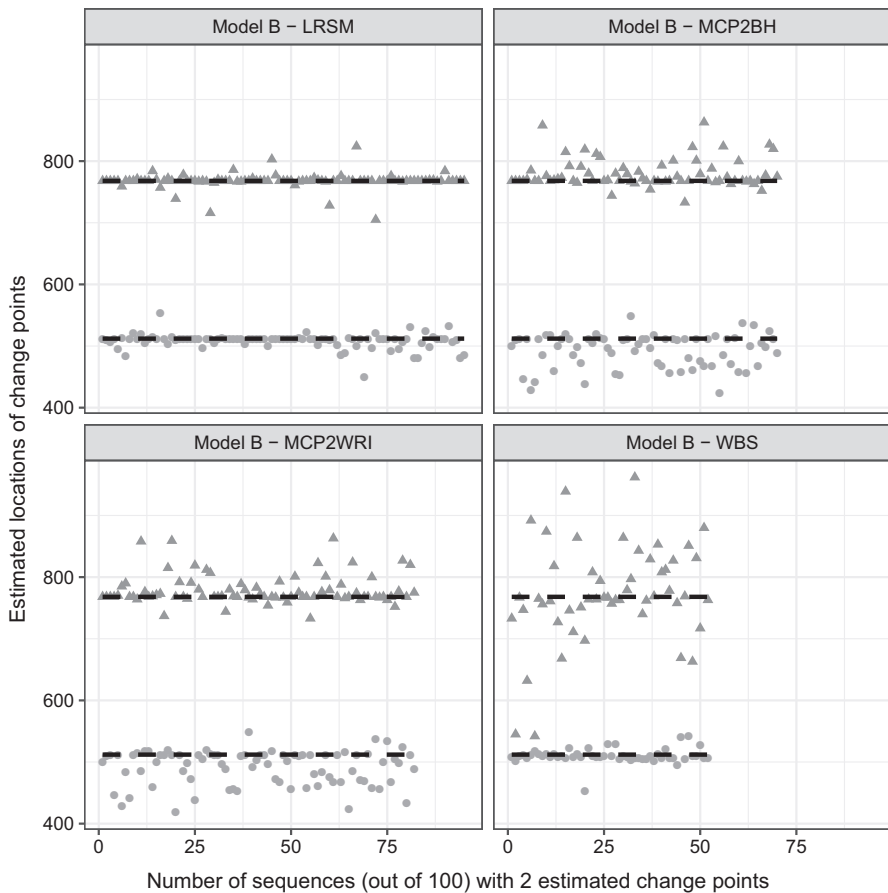 Model B − LRSM
Model B − MCP2BH
800
600
400
Model B − MCP2WRI
Model B − WBS
800
600
400
0 25 50 75
0 25 50 75
Estimated locations of change points
Number of sequences (out of 100) with 2 estimated change points